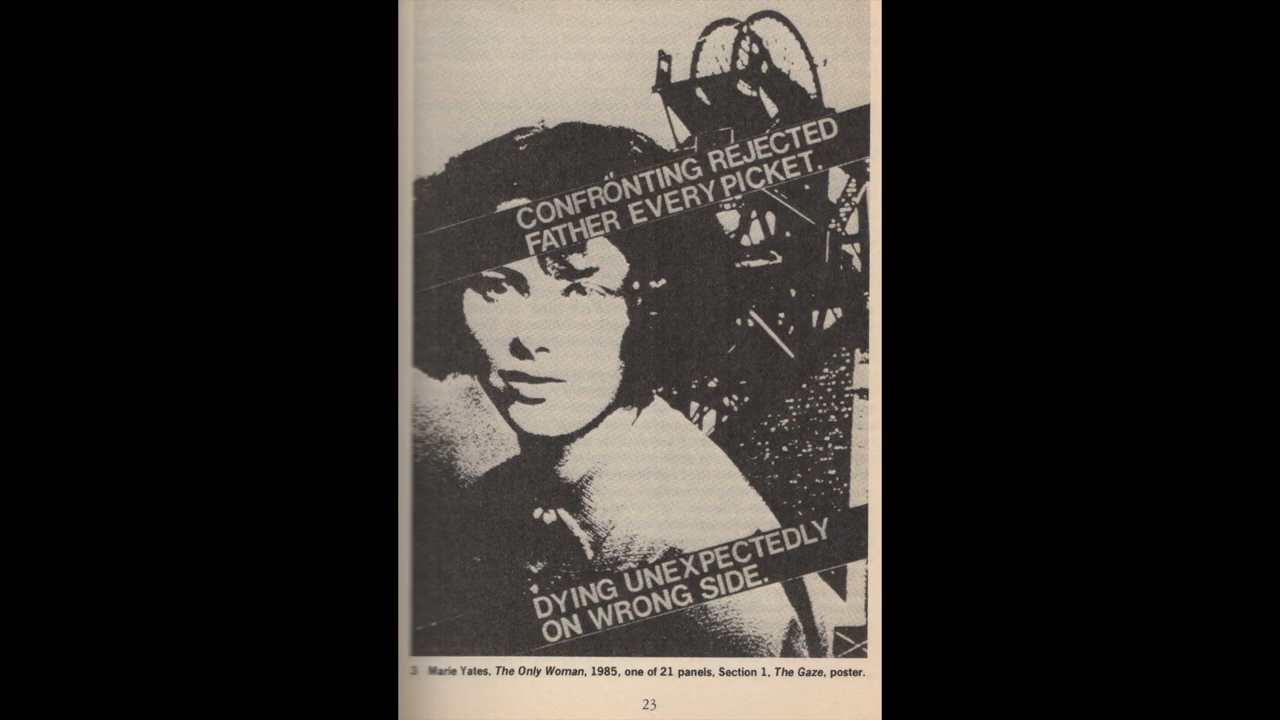 CONFRONTING REJECTED
FATHER EVERY PICKET.
DYING UNEXPECTEDLY
ON WRONG SIDE.
3 Marie Yates, The Only Woman, 1985, one of 21 panels, Section 1, The Gaze, poster.
23